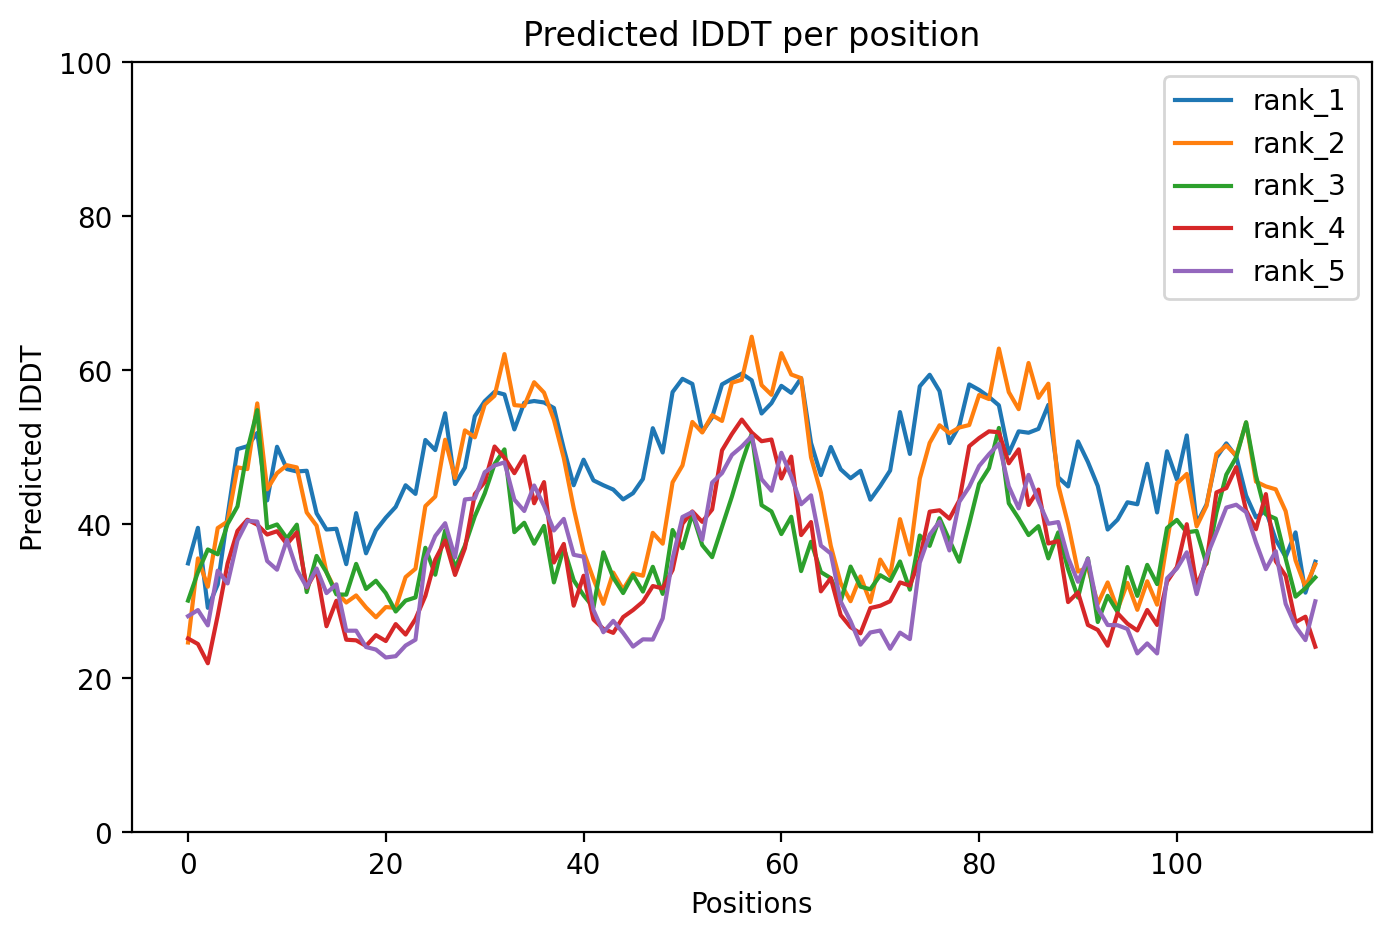 Predicted lDDT per position
100
80
60
40
20
0
Predicted lDDT
0 20 40 60 80 100
Positions
rank_1
rank_2
rank_3
rank_4
rank_5